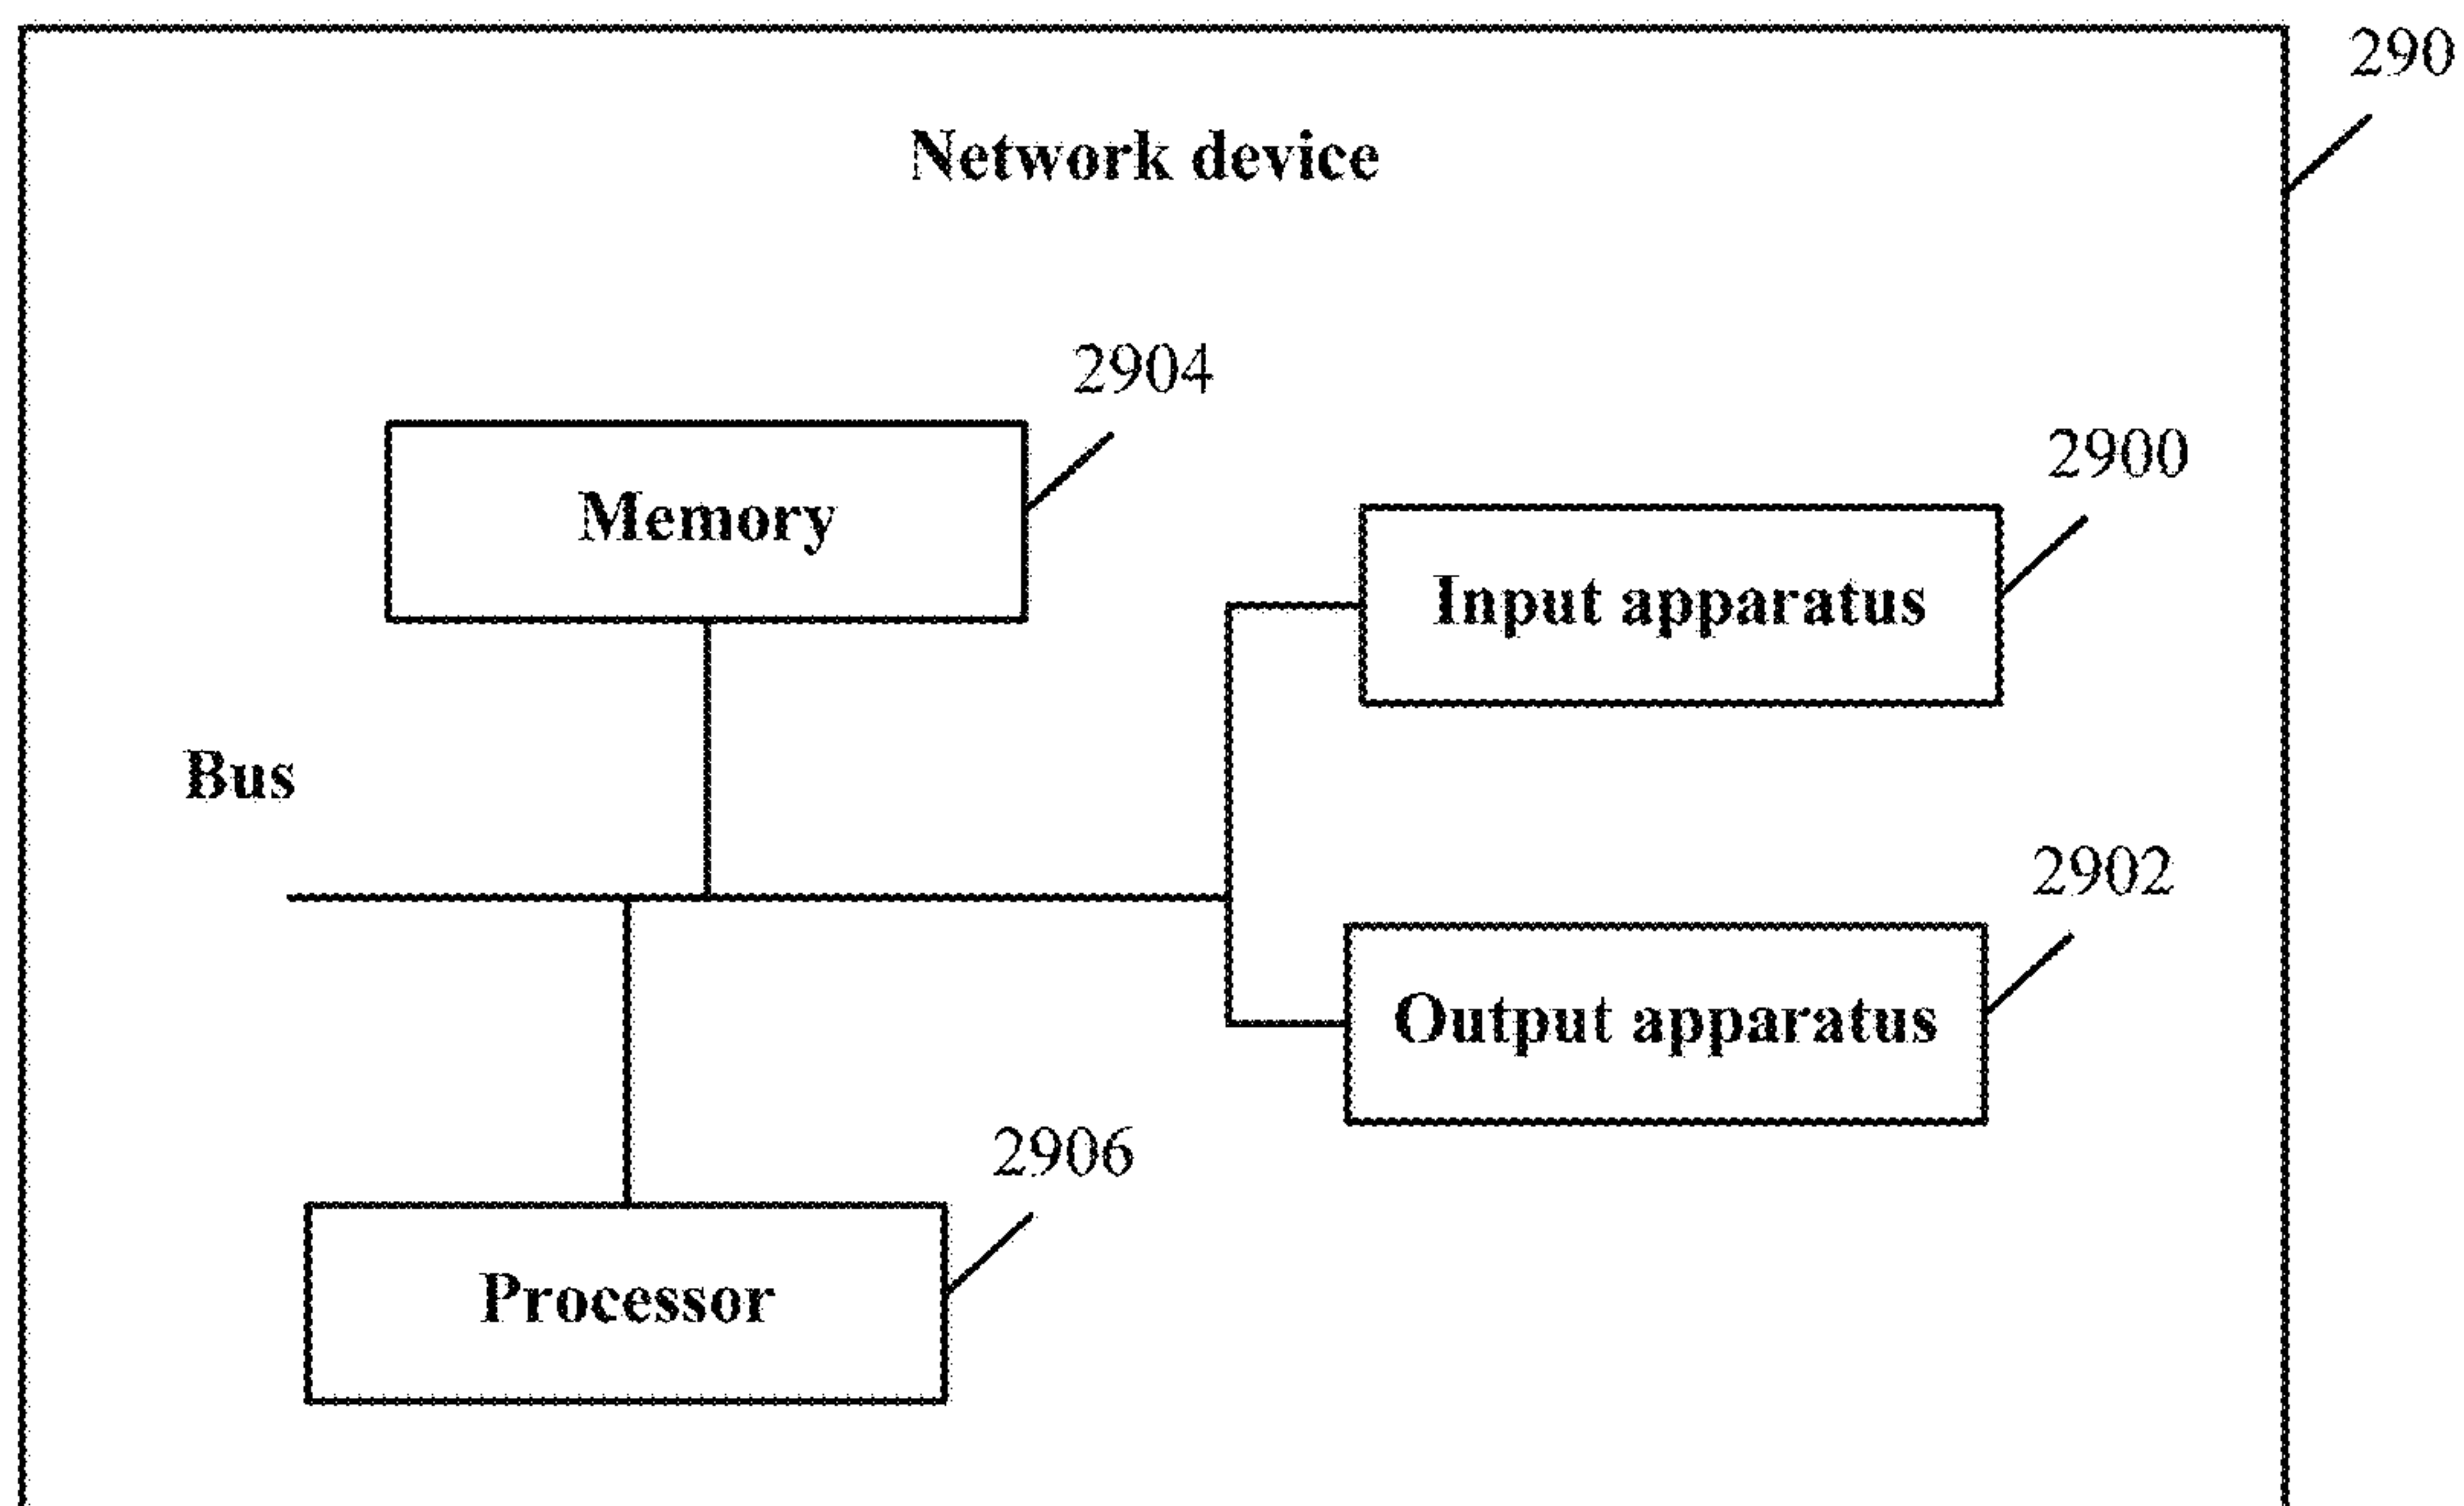 290
Network device
2904
Memory
2900
Input apparatus
Bus
2902
Output apparatus
2906
Processor